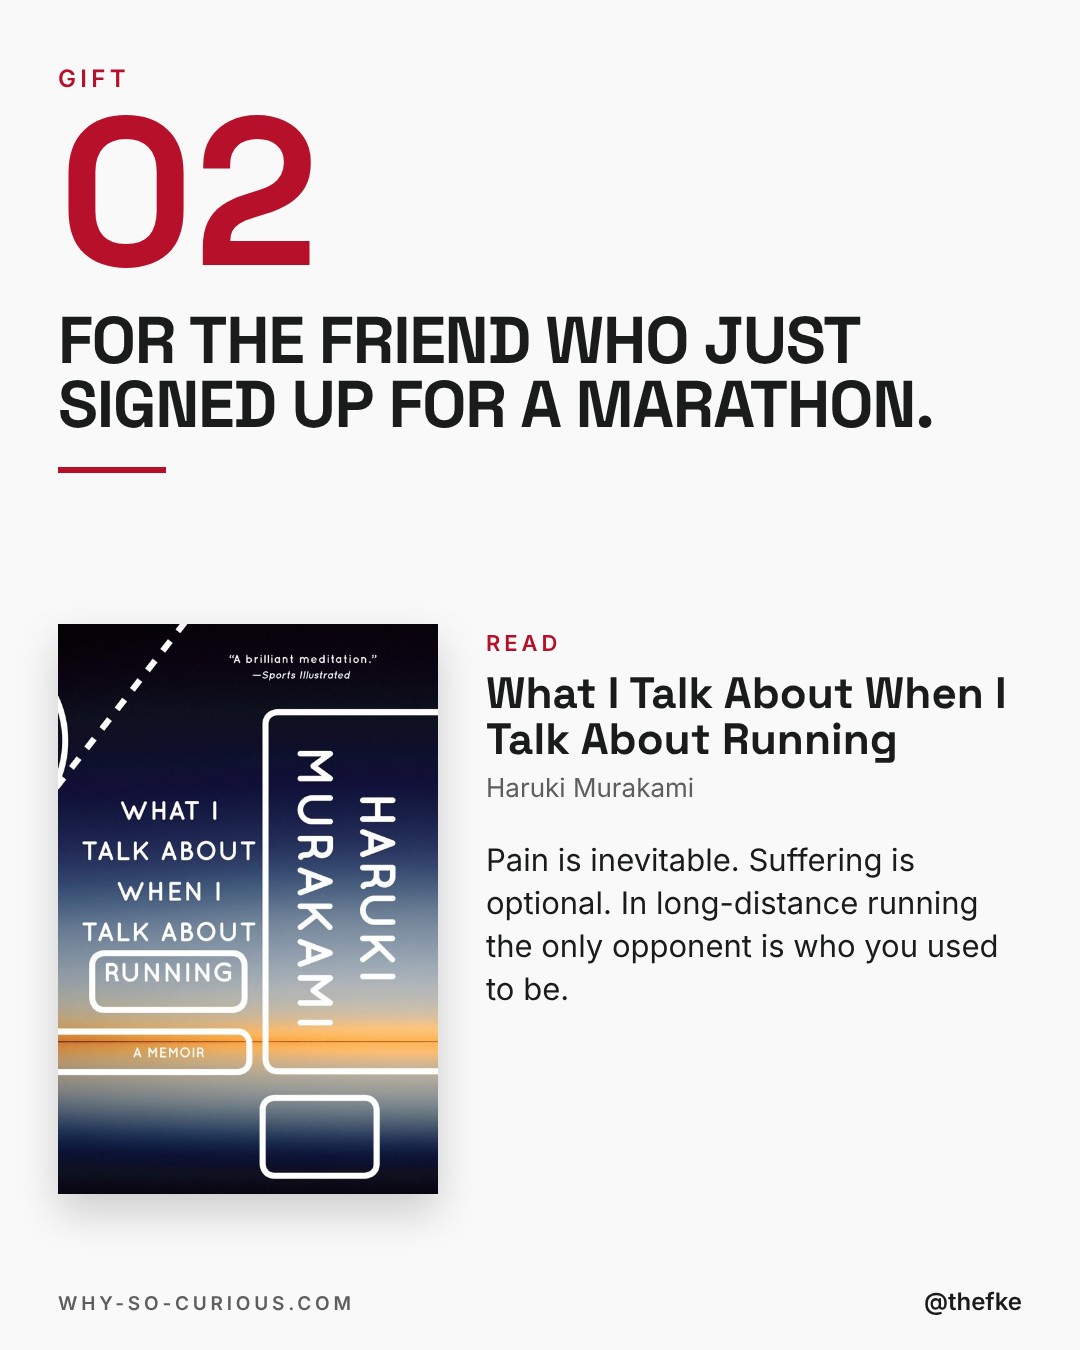 GIFT
02
FOR THE FRIEND WHO JUST
SIGNED UP FOR A MARATHON.
“A brilliant meditation.”
—Sports Illustrated
WHAT I
TALK ABOUT
WHEN I
TALK ABOUT
RUNNING
A MEMOIR
HARUKI
MURAKAMI
READ
What I Talk About When I
Talk About Running
Haruki Murakami
Pain is inevitable. Suffering is
optional. In long-distance running
the only opponent is who you used
to be.
WHY-SO-CURIOUS.COM
@thefke